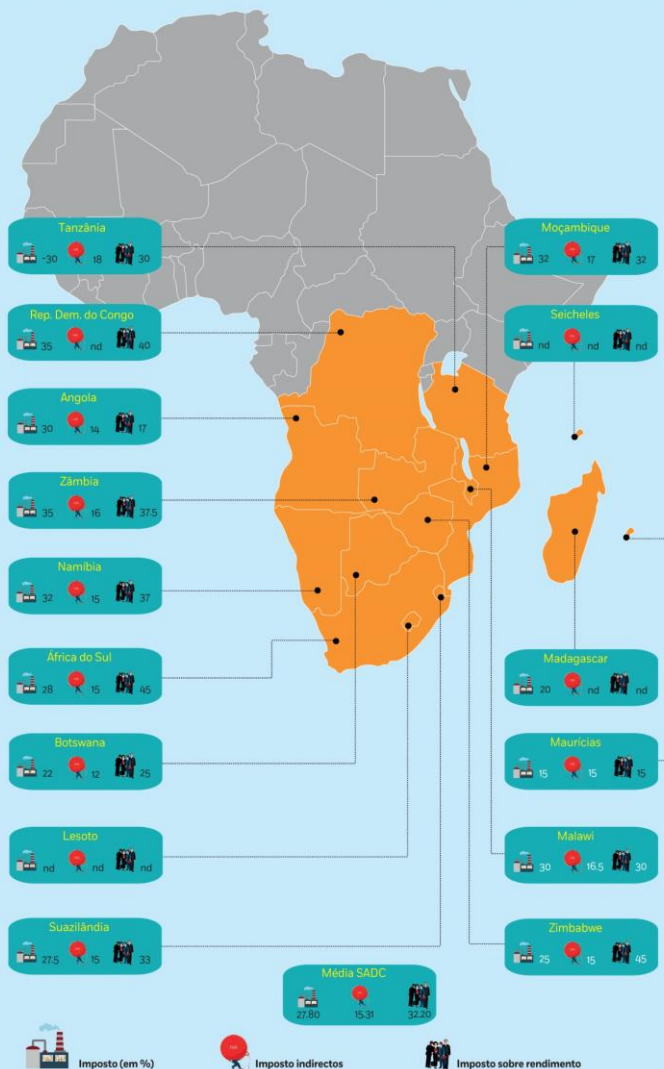 Tanzânia
-30 18 30
Moçambique
32 17 32
Rep. Dem. do Congo
35 nd 40
Seicheles
nd nd nd
Angola
30 14 17
Zâmbia
35 16 37.5
Namíbia
32 15 37
África do Sul
28 15 45
Madagascar
20 nd nd
Botswana
22 12 25
Maurícias
15 15 15
Lesoto
nd nd nd
Malawi
30 16.5 30
Suazilândia
27.5 15 33
Zimbabwe
25 15 45
Média SADC
27.80 15.31 32.20
Imposto (em %) Imposto indirectos Imposto sobre rendimento